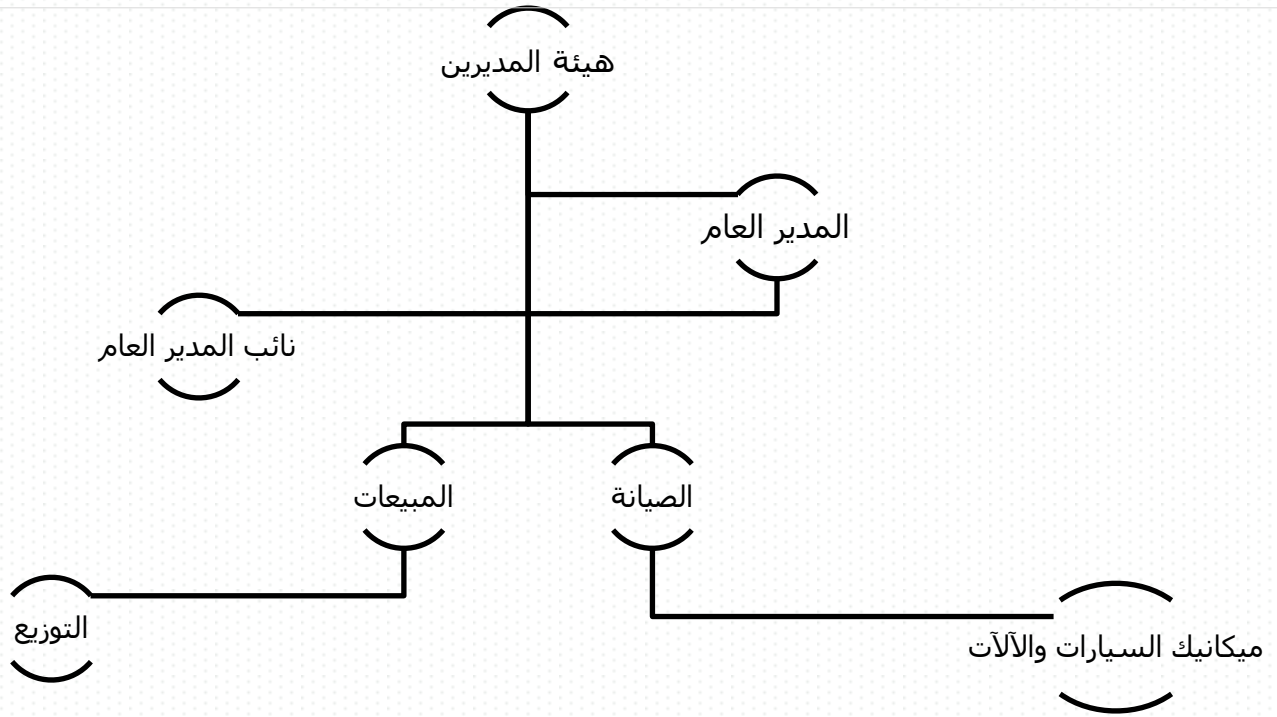 هيئة المديرين
المدير العام
نائب المدير العام
الصيانة
المبيعات
التوزيع
ميكانيك السيارات والآلآت